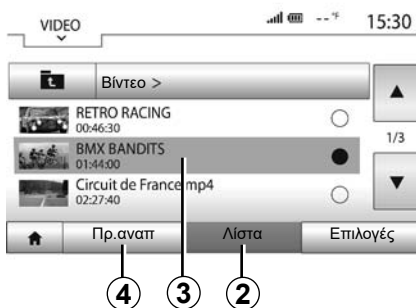 VIDEO
-- °F
15:30
Βίντεο >
RETRO RACING
00:46:30
BMX BANDITS
01:44:00
1/3
Circuit de France.mp4
02:27:40
Πρ.αναπ
Λίστα
Επιλογές
4
3
2